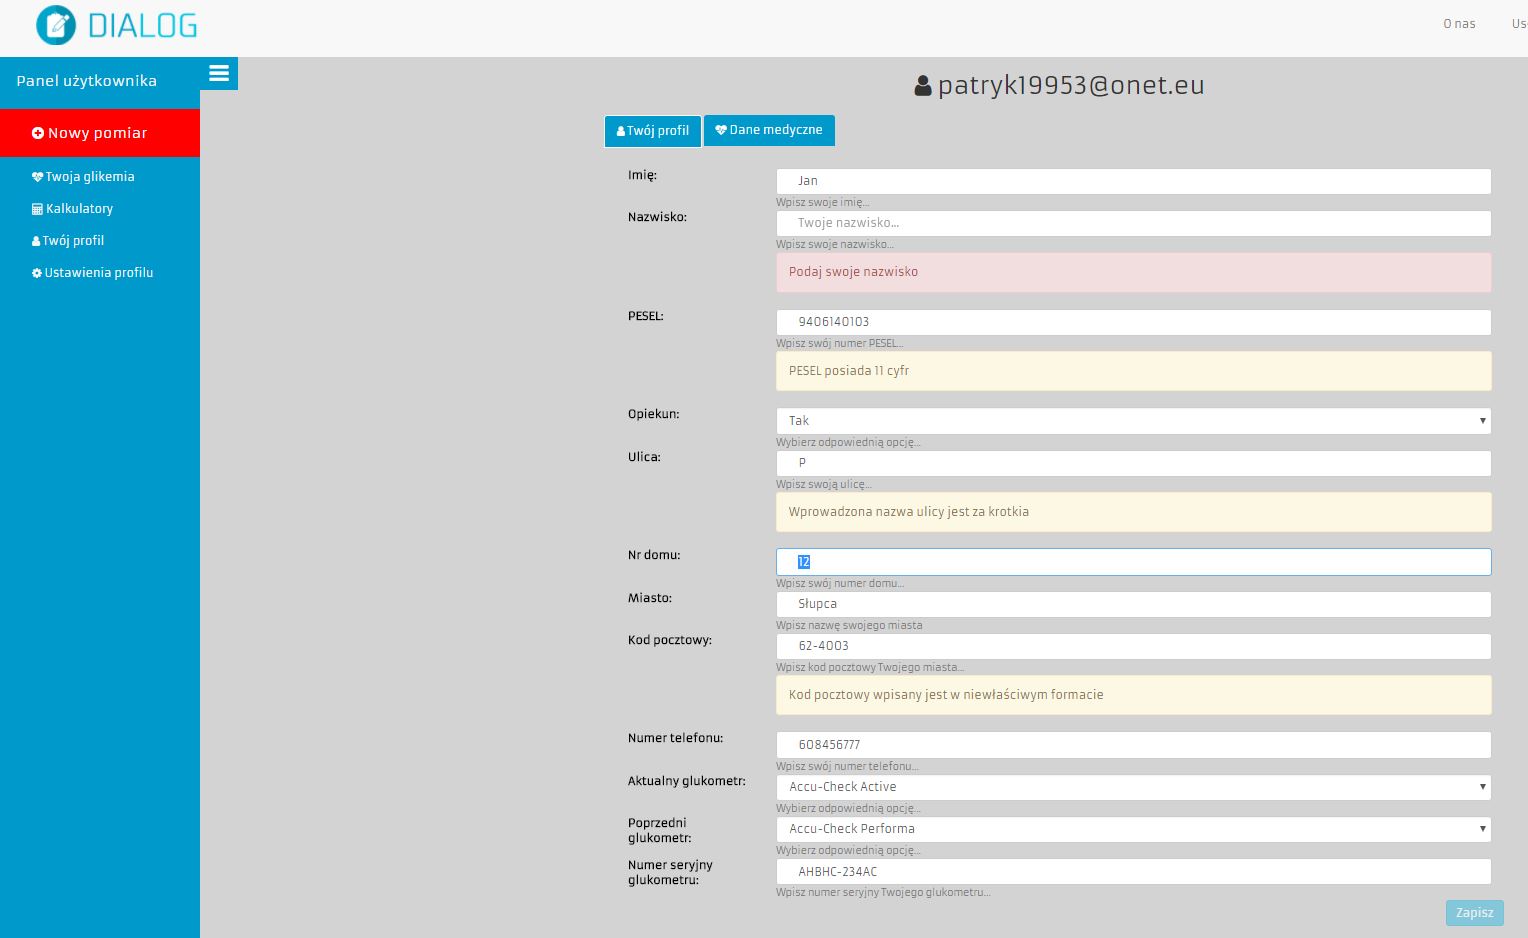 DIALOG
O nas
Us
Panel użytkownika
patryk19953@onet.eu
Nowy pomiar
Twoja glikemia
Kalkulatory
Twój profil
Ustawienia profilu
Twój profil
Dane medyczne
Imię:
Jan
Wpisz swoje imię...
Nazwisko:
Twoje nazwisko...
Wpisz swoje nazwisko...
Podaj swoje nazwisko
PESEL:
9406140103
Wpisz swój numer PESEL...
PESEL posiada 11 cyfr
Opiekun:
Tak
Wybierz odpowiednią opcję...
Ulica:
P
Wpisz swoją ulicę...
Wprowadzona nazwa ulicy jest za krotkia
Nr domu:
12
Wpisz swój numer domu...
Miasto:
Słupca
Wpisz nazwę swojego miasta
Kod pocztowy:
62-4003
Wpisz kod pocztowy Twojego miasta...
Kod pocztowy wpisany jest w niewłaściwym formacie
Numer telefonu:
608456777
Wpisz swój numer telefonu...
Aktualny glukometr:
Accu-Check Active
Wybierz odpowiednią opcję...
Poprzedni
glukometr:
Accu-Check Performa
Wybierz odpowiednią opcję...
Numer seryjny
glukometru:
AHBHC-234AC
Wpisz numer seryjny Twojego glukometru...
Zapisz